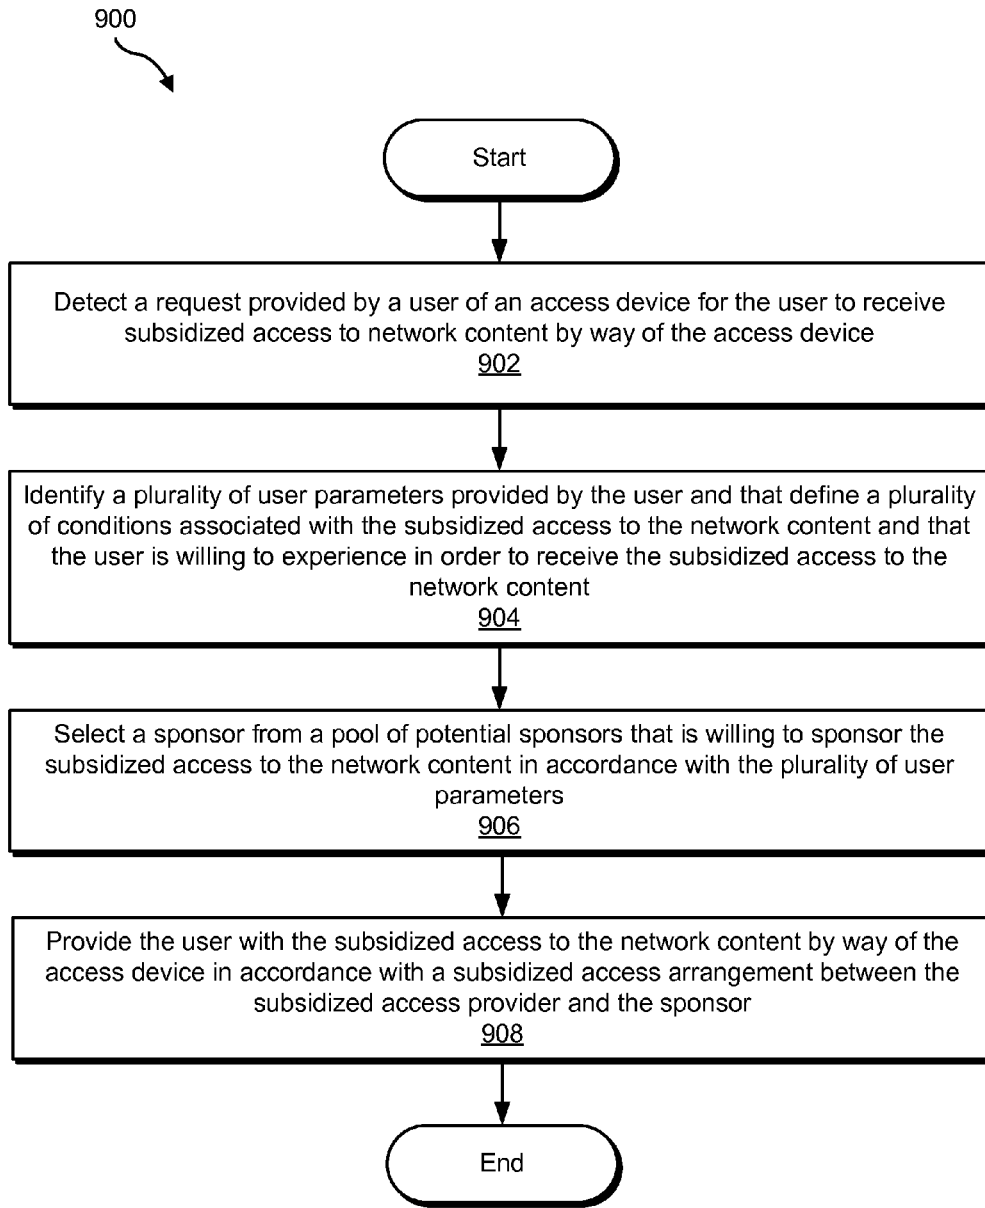 900
Start
Detect a request provided by a user of an access device for the user to receive
subsidized access to network content by way of the access device
902
Identify a plurality of user parameters provided by the user and that define a plurality
of conditions associated with the subsidized access to the network content and that
the user is willing to experience in order to receive the subsidized access to the
network content
904
Select a sponsor from a pool of potential sponsors that is willing to sponsor the
subsidized access to the network content in accordance with the plurality of user
parameters
906
Provide the user with the subsidized access to the network content by way of the
access device in accordance with a subsidized access arrangement between the
subsidized access provider and the sponsor
908
End